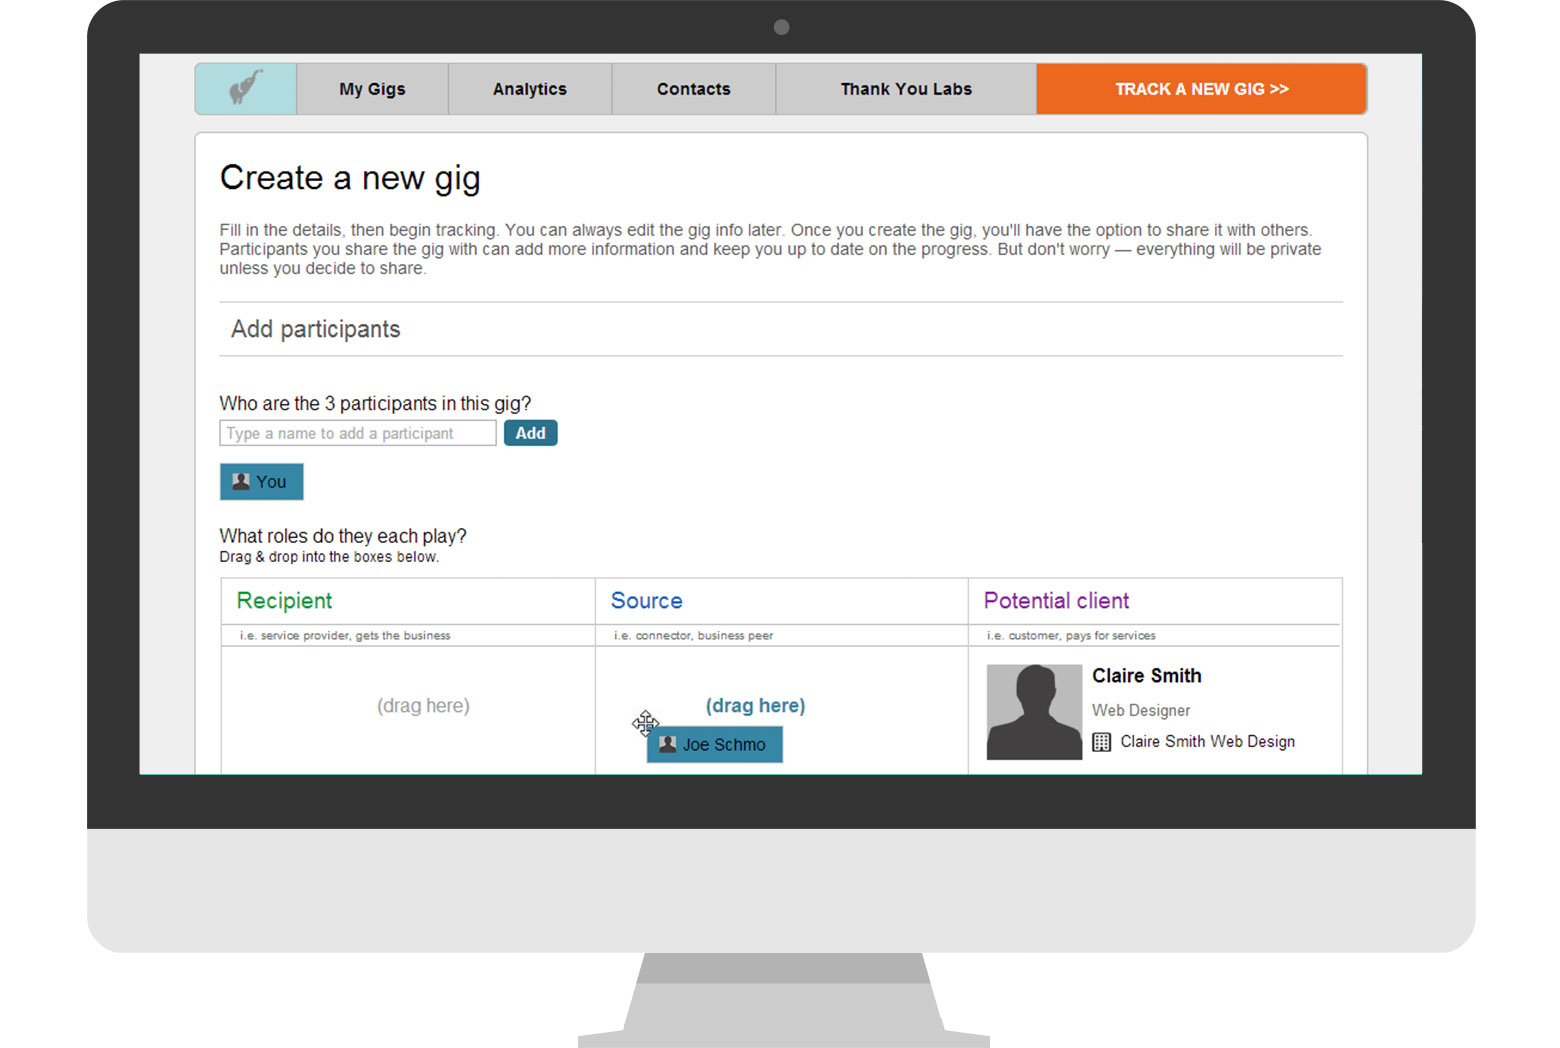 My Gigs
Analytics
Contacts
Thank You Labs
TRACK A NEW GIG >>
Create a new gig
Fill in the details, then begin tracking. You can always edit the gig info later. Once you create the gig, you'll have the option to share it with others.
Participants you share the gig with can add more information and keep you up to date on the progress. But don't worry — everything will be private
unless you decide to share.
Add participants
Who are the 3 participants in this gig?
Type a name to add a participant
Add
You
What roles do they each play?
Drag & drop into the boxes below.
Recipient
Source
Potential client
i.e. service provider, gets the business
i.e. connector, business peer
i.e. customer, pays for services
(drag here)
(drag here)
Joe Schmo
Claire Smith
Web Designer
Claire Smith Web Design